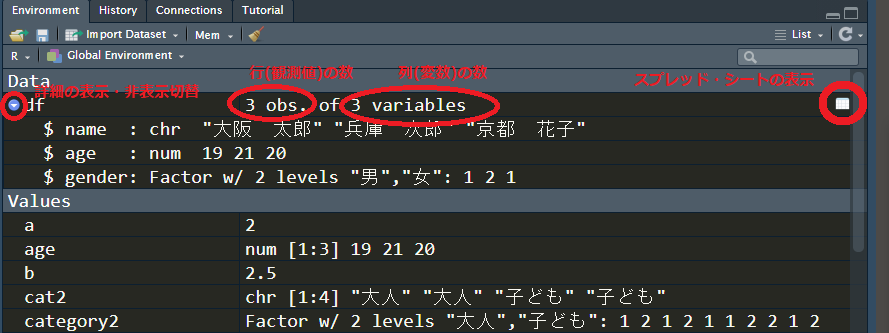 Environment History Connections Tutorial
Import Dataset Mem List
R Global Environment
行(観測値)の数 列(変数)の数
スプレッド・シートの表示
Data
詳細の表示・非表示切替
df 3 obs. of 3 variables
$ name : chr "大阪 太郎" "兵庫 次郎" "京都 花子"
$ age : num 19 21 20
$ gender: Factor w/ 2 levels "男","女": 1 2 1
Values
a 2
age num [1:3] 19 21 20
b 2.5
cat2 chr [1:4] "大人" "大人" "子ども" "子ども"
category2 Factor w/ 2 levels "大人","子ども": 1 2 1 2 1 1 2 2 1 2